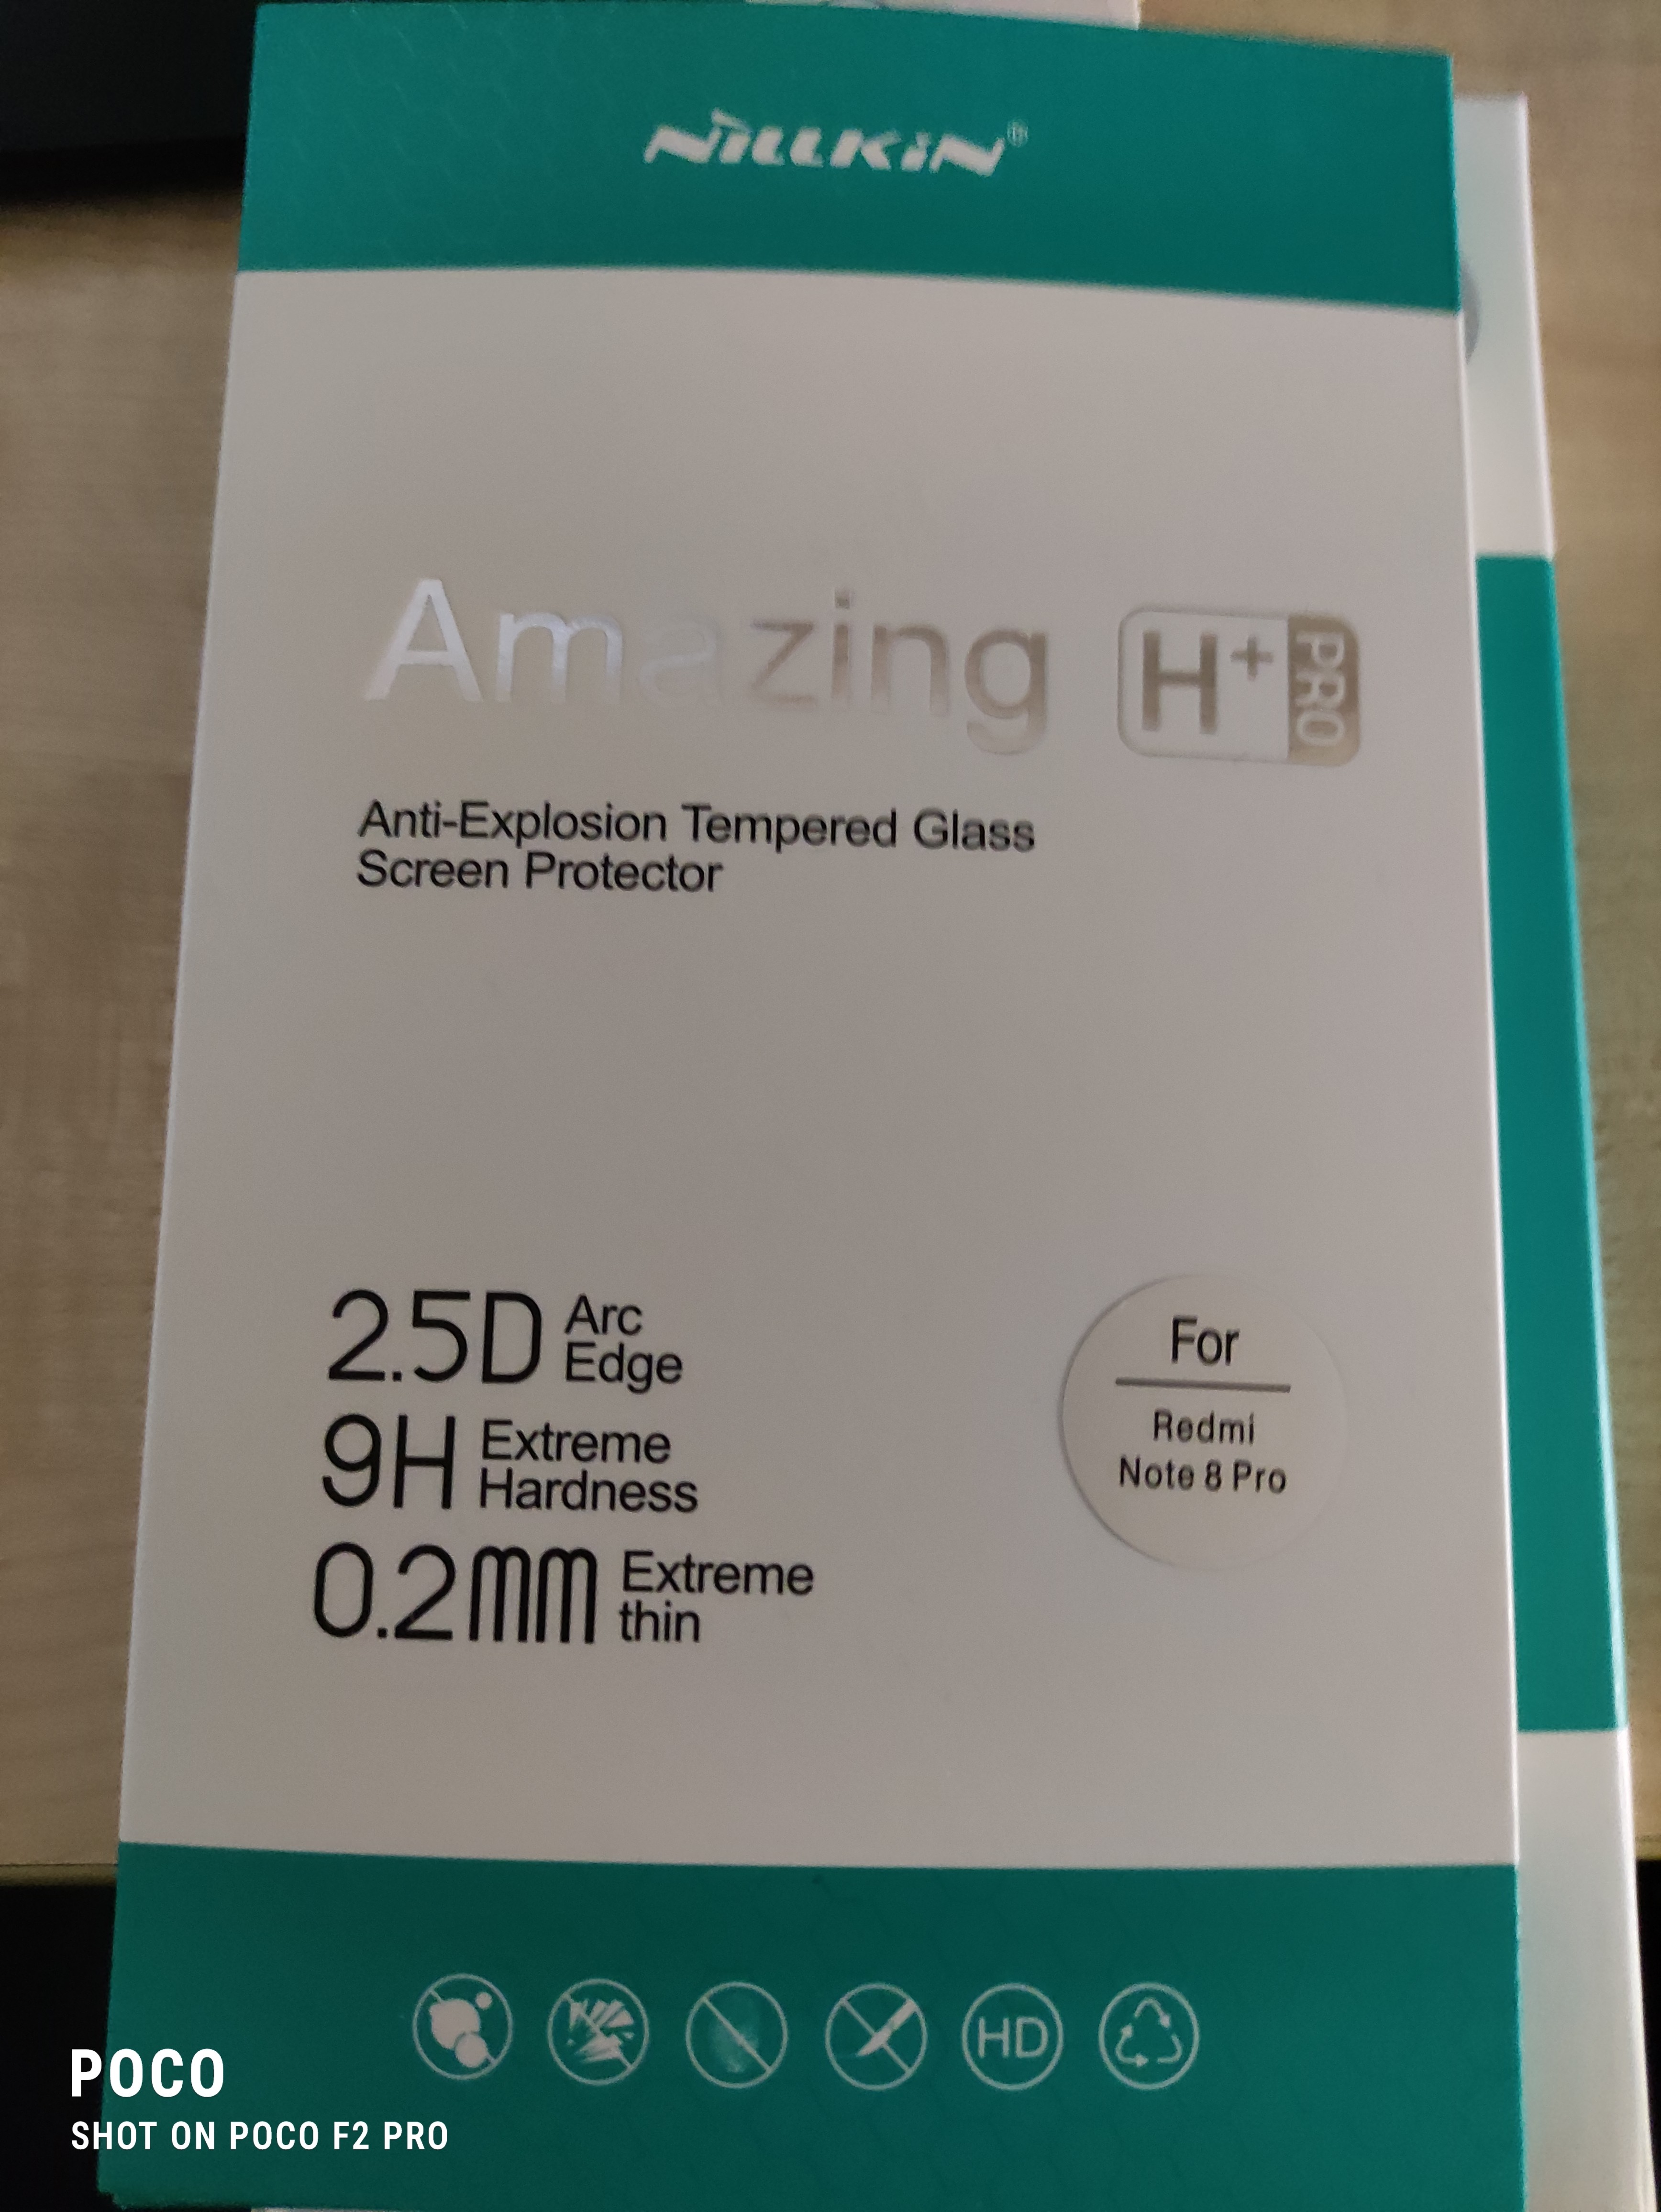 NiLLKiN®
Amazing H+ PRO
Anti-Explosion Tempered Glass
Screen Protector
2.5D Arc
Edge
9H Extreme
Hardness
0.2mm Extreme
thin
For
Redmi
Note 8 Pro
HD
POCO
SHOT ON POCO F2 PRO